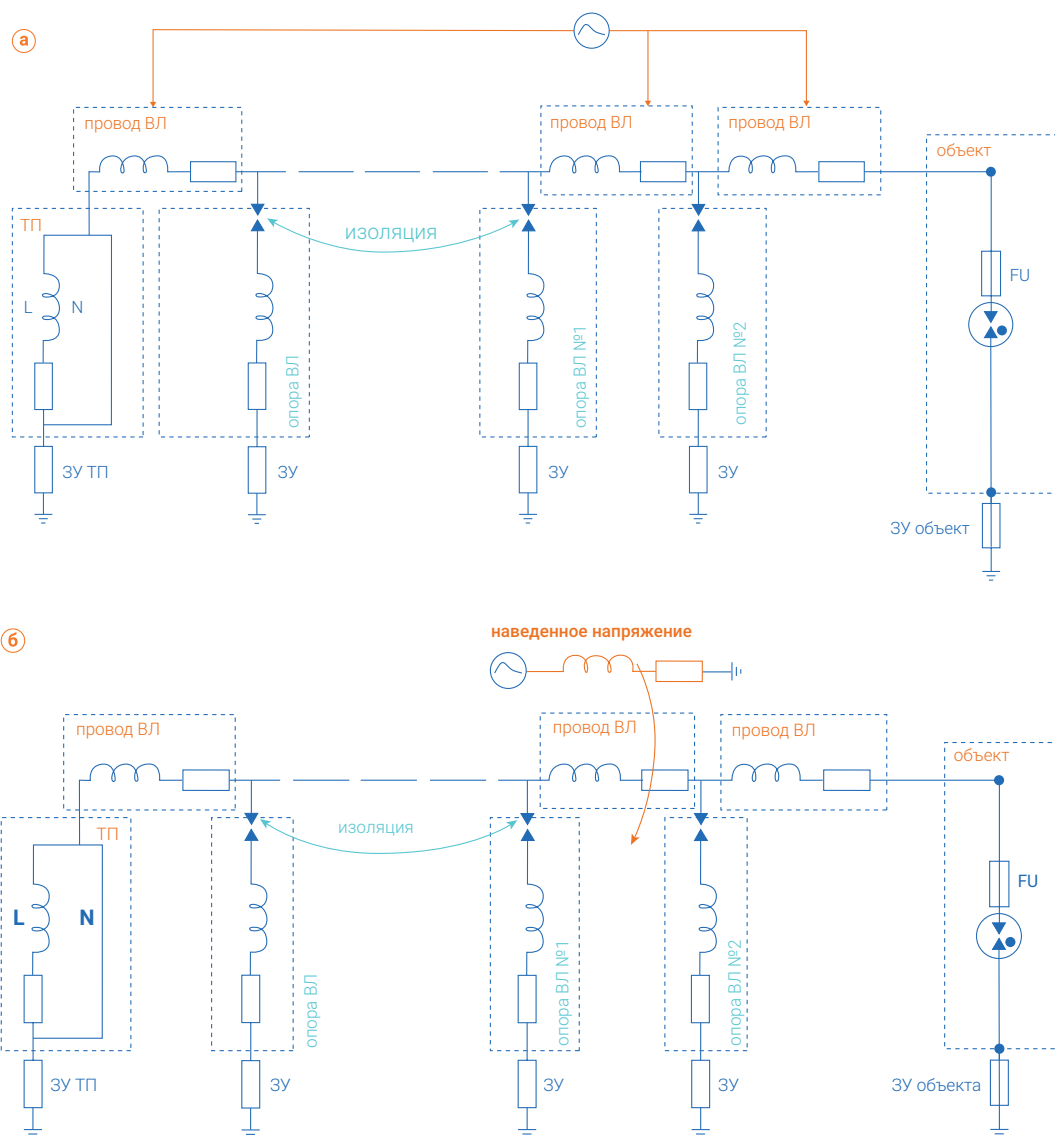 а
провод ВЛ
провод ВЛ
провод ВЛ
объект
ТП
ИЗОЛЯЦИЯ
L
N
FU
опора ВЛ
опора ВЛ №1
опора ВЛ №2
ЗУ ТП
ЗУ
ЗУ
ЗУ
ЗУ объект
б
наведенное напряжение
провод ВЛ
провод ВЛ
провод ВЛ
объект
ТП
ИЗОЛЯЦИЯ
L
N
FU
опора ВЛ
опора ВЛ №1
опора ВЛ №2
ЗУ ТП
ЗУ
ЗУ
ЗУ
ЗУ объекта